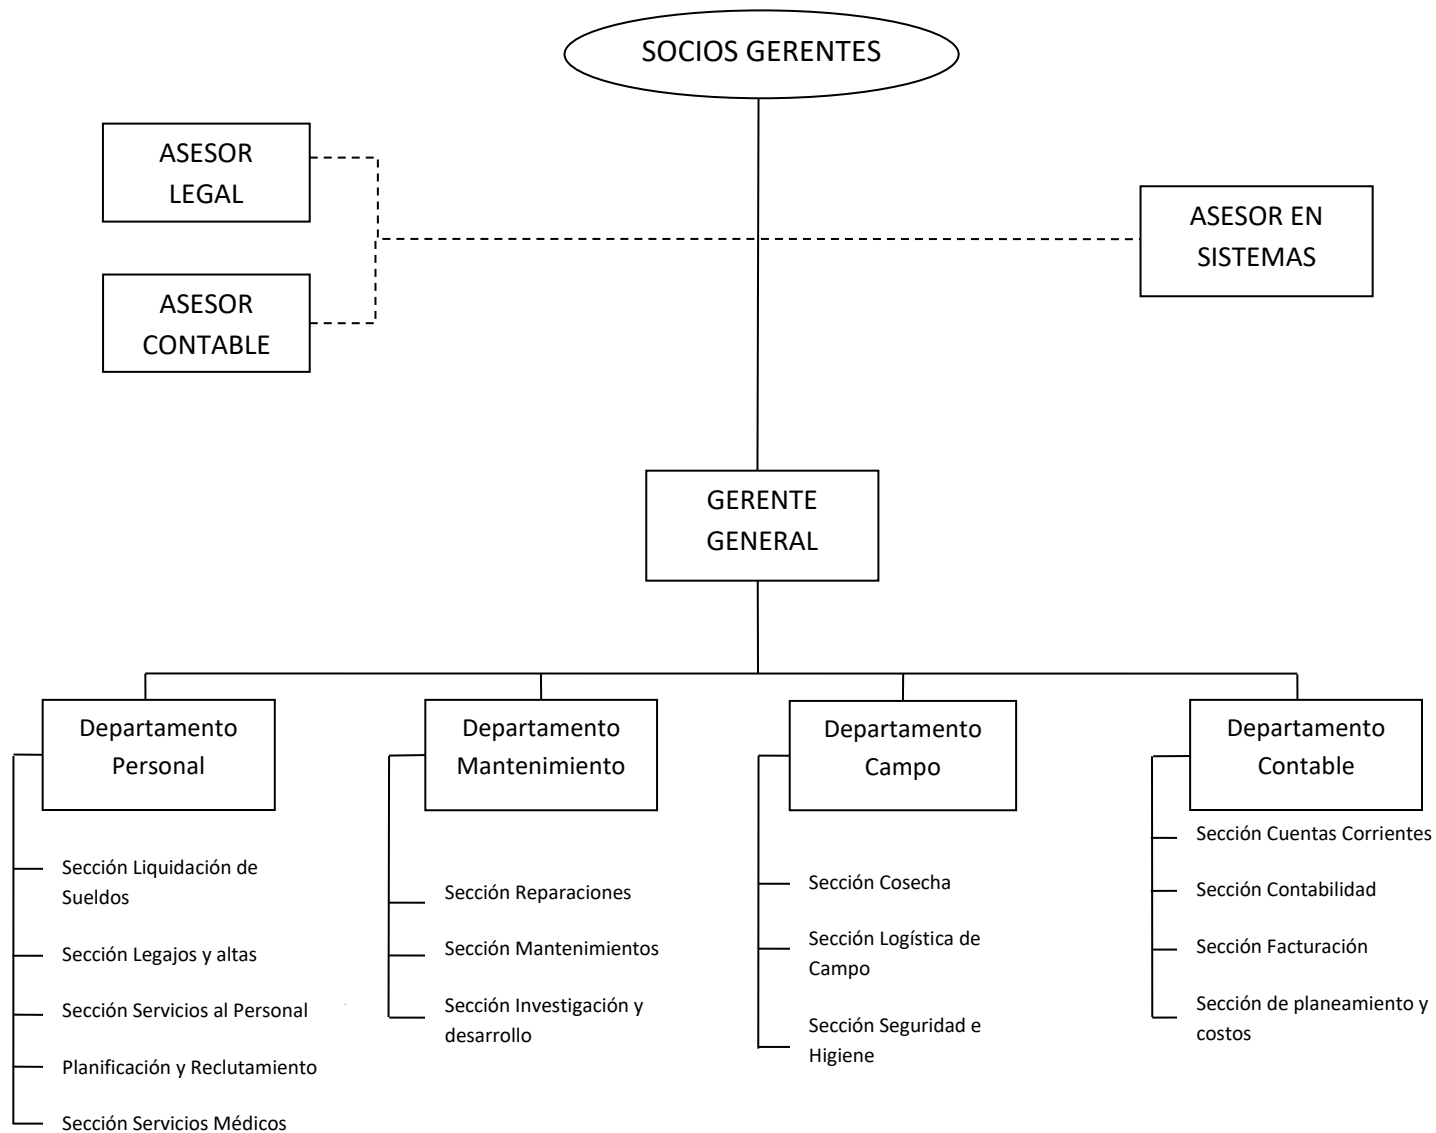 SOCIOS GERENTES
ASESOR
LEGAL
ASESOR EN
SISTEMAS
ASESOR
CONTABLE
GERENTE
GENERAL
Departamento
Personal
Sección Liquidación de
Sueldos
Sección Legajos y altas
Sección Servicios al Personal
Planificación y Reclutamiento
Sección Servicios Médicos
Departamento
Mantenimiento
Sección Reparaciones
Sección Mantenimientos
Sección Investigación y
desarrollo
Departamento
Campo
Sección Cosecha
Sección Logística de
Campo
Sección Seguridad e
Higiene
Departamento
Contable
Sección Cuentas Corrientes
Sección Contabilidad
Sección Facturación
Sección de planeamiento y
costos